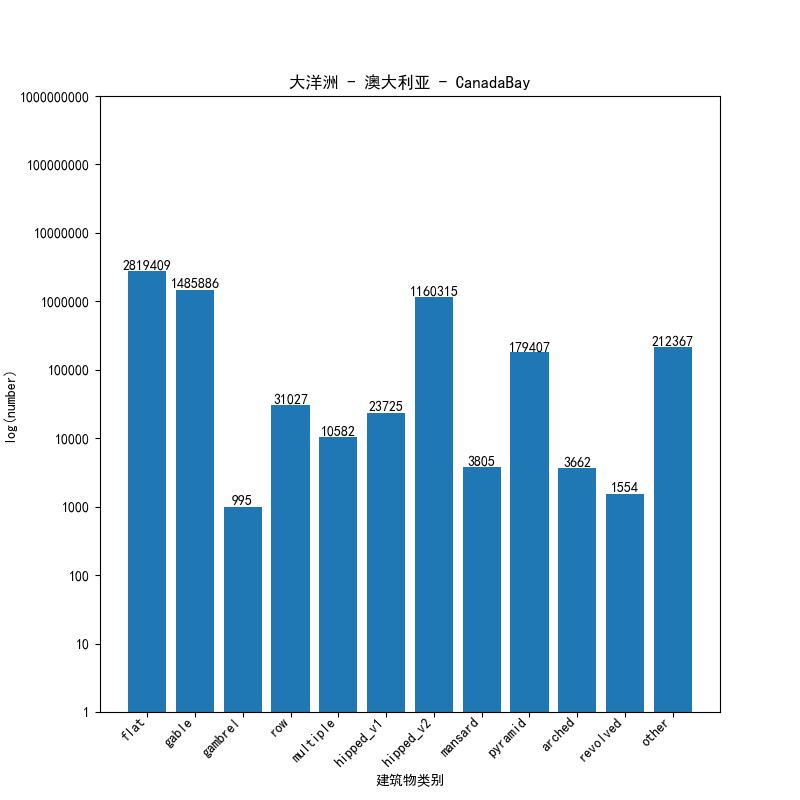 大洋洲 - 澳大利亚 - CanadaBay
1000000000
100000000
10000000
1000000
100000
10000
1000
100
10
1
log(number)
2819409
1485886
995
31027
10582
23725
1160315
3805
179407
3662
1554
212367
flat
gable
gambrel
row
multiple
hipped_v1
hipped_v2
mansard
pyramid
arched
revolved
other
建筑物类别